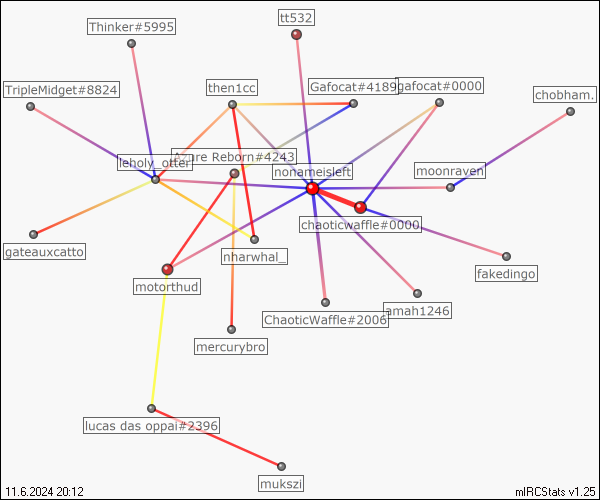 tt532
Thinker#5995
TripleMidget#8824
then1cc
Gafocat#4189
gafocat#0000
chobham.
Azure Reborn#4243
leholy_otter
nonameisleft
moonraven
chaoticwaffle#0000
gateauxcatto
nharwhal_
fakedingo
motorthud
ChaoticWaffle#2006
amah1246
mercurybro
lucas das oppai#2396
mukszi
11.6.2024 20:12
mIRCStats v1.25